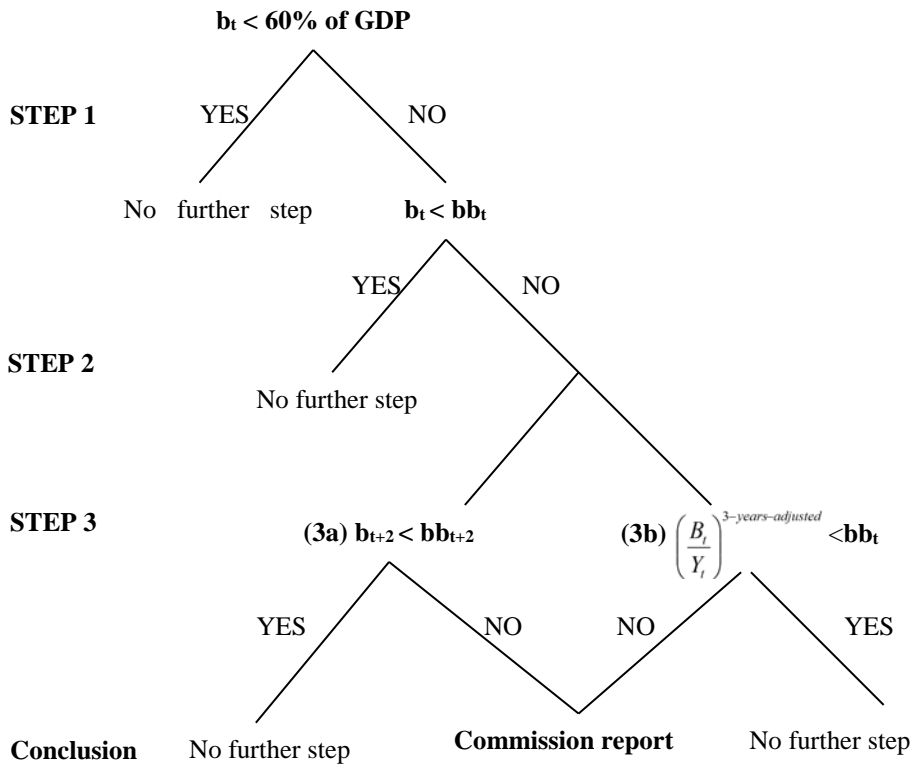 bₜ < 60% of GDP
STEP 1
YES
NO
No further step
bₜ < bbₜ
YES
NO
STEP 2
No further step
STEP 3
(3a) bₜ₊₂ < bbₜ₊₂
(3b) (Bₜ/Yₜ)^3–years–adjusted <bbₜ
YES
NO
NO
YES
Conclusion
No further step
Commission report
No further step